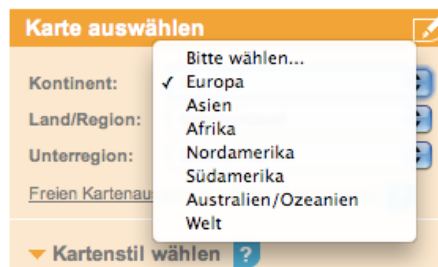 Karte auswählen
Bitte wählen...
Kontinent: ✓ Europa
Asien
Land/Region:
Afrika
Unterregion: Nordamerika
Südamerika
Freien Kartenaus
Australien/Ozeanien
Welt
Kartenstil wählen ?